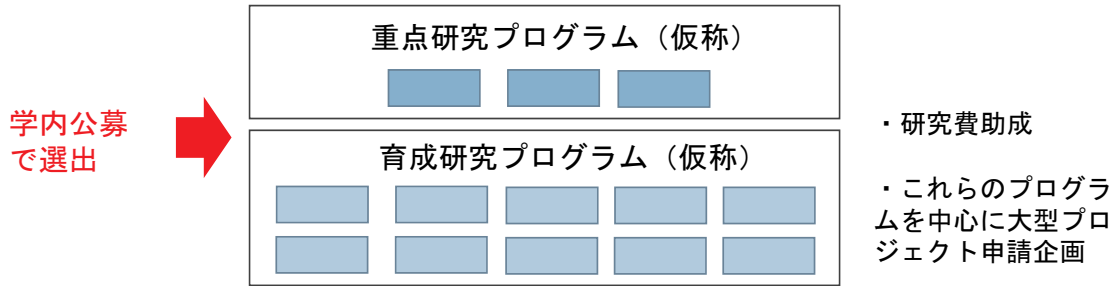 重点研究プログラム（仮称）
学内公募
で選出
育成研究プログラム（仮称）
・研究費助成
・これらのプログラ
ムを中心に大型プロ
ジェクト申請企画